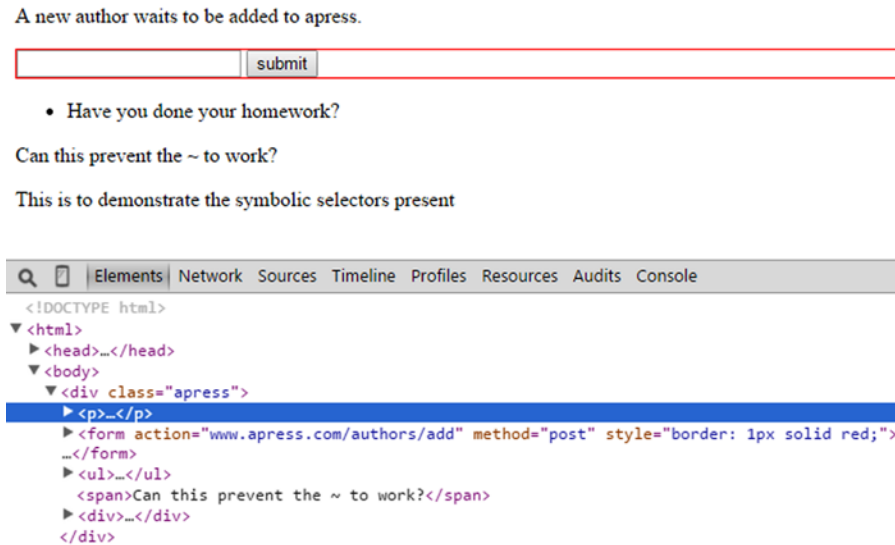 A new author waits to be added to apress.
submit
• Have you done your homework?
Can this prevent the ~ to work?
This is to demonstrate the symbolic selectors present
Elements Network Sources Timeline Profiles Resources Audits Console
<!DOCTYPE html>
▼<html>
▶<head>…</head>
▼<body>
▼<div class="apress">
▶<p>…</p>
▶<form action="www.apress.com/authors/add" method="post" style="border: 1px solid red;">
…</form>
▶<ul>…</ul>
<span>Can this prevent the ~ to work?</span>
▶<div>…</div>
</div>